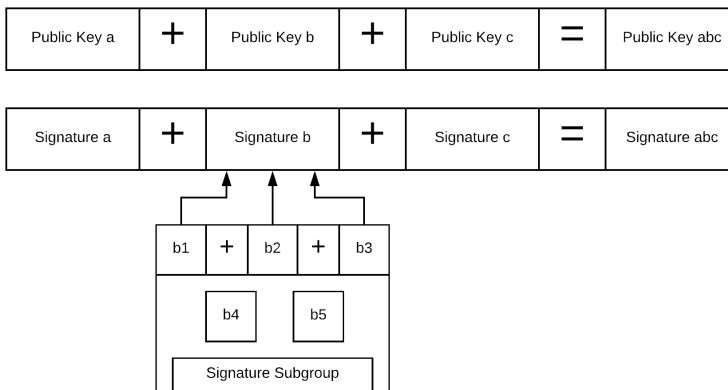 Public Key a + Public Key b + Public Key c = Public Key abc
Signature a + Signature b + Signature c = Signature abc
b1 + b2 + b3
b4 b5
Signature Subgroup